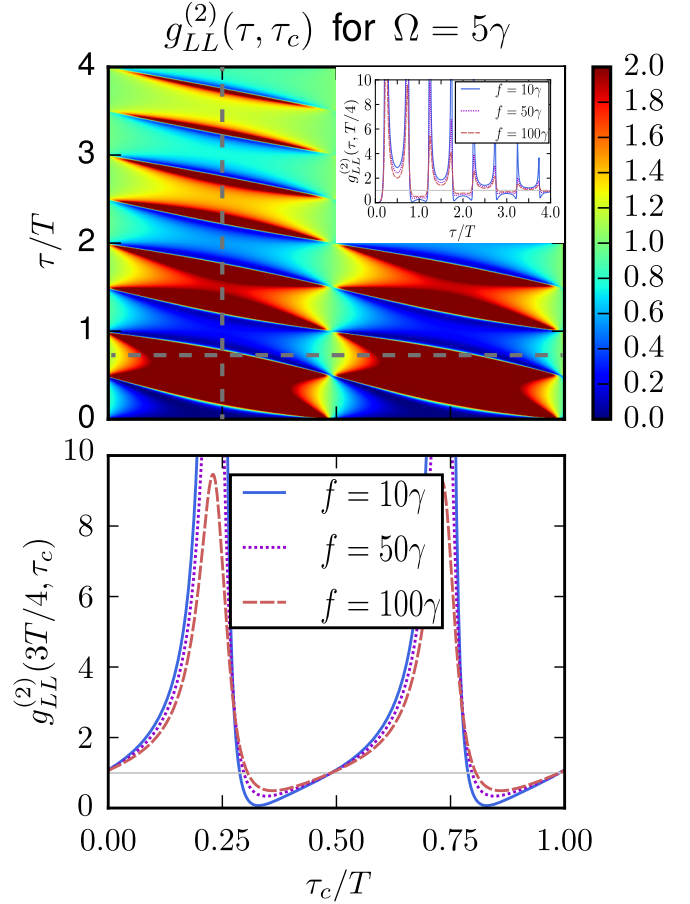 g_{LL}^{(2)}(τ, τ_c) for Ω = 5γ
τ/T
4
3
2
1
0
g_{LL}^{(2)}(τ, T/4)
10
8
6
4
2
0
f = 10γ
f = 50γ
f = 100γ
0.0 1.0 2.0 3.0 4.0
τ/T
2.0
1.8
1.6
1.4
1.2
1.0
0.8
0.6
0.4
0.2
0.0
g_{LL}^{(2)}(3T/4, τ_c)
10
8
6
4
2
0
f = 10γ
f = 50γ
f = 100γ
0.00 0.25 0.50 0.75 1.00
τ_c/T